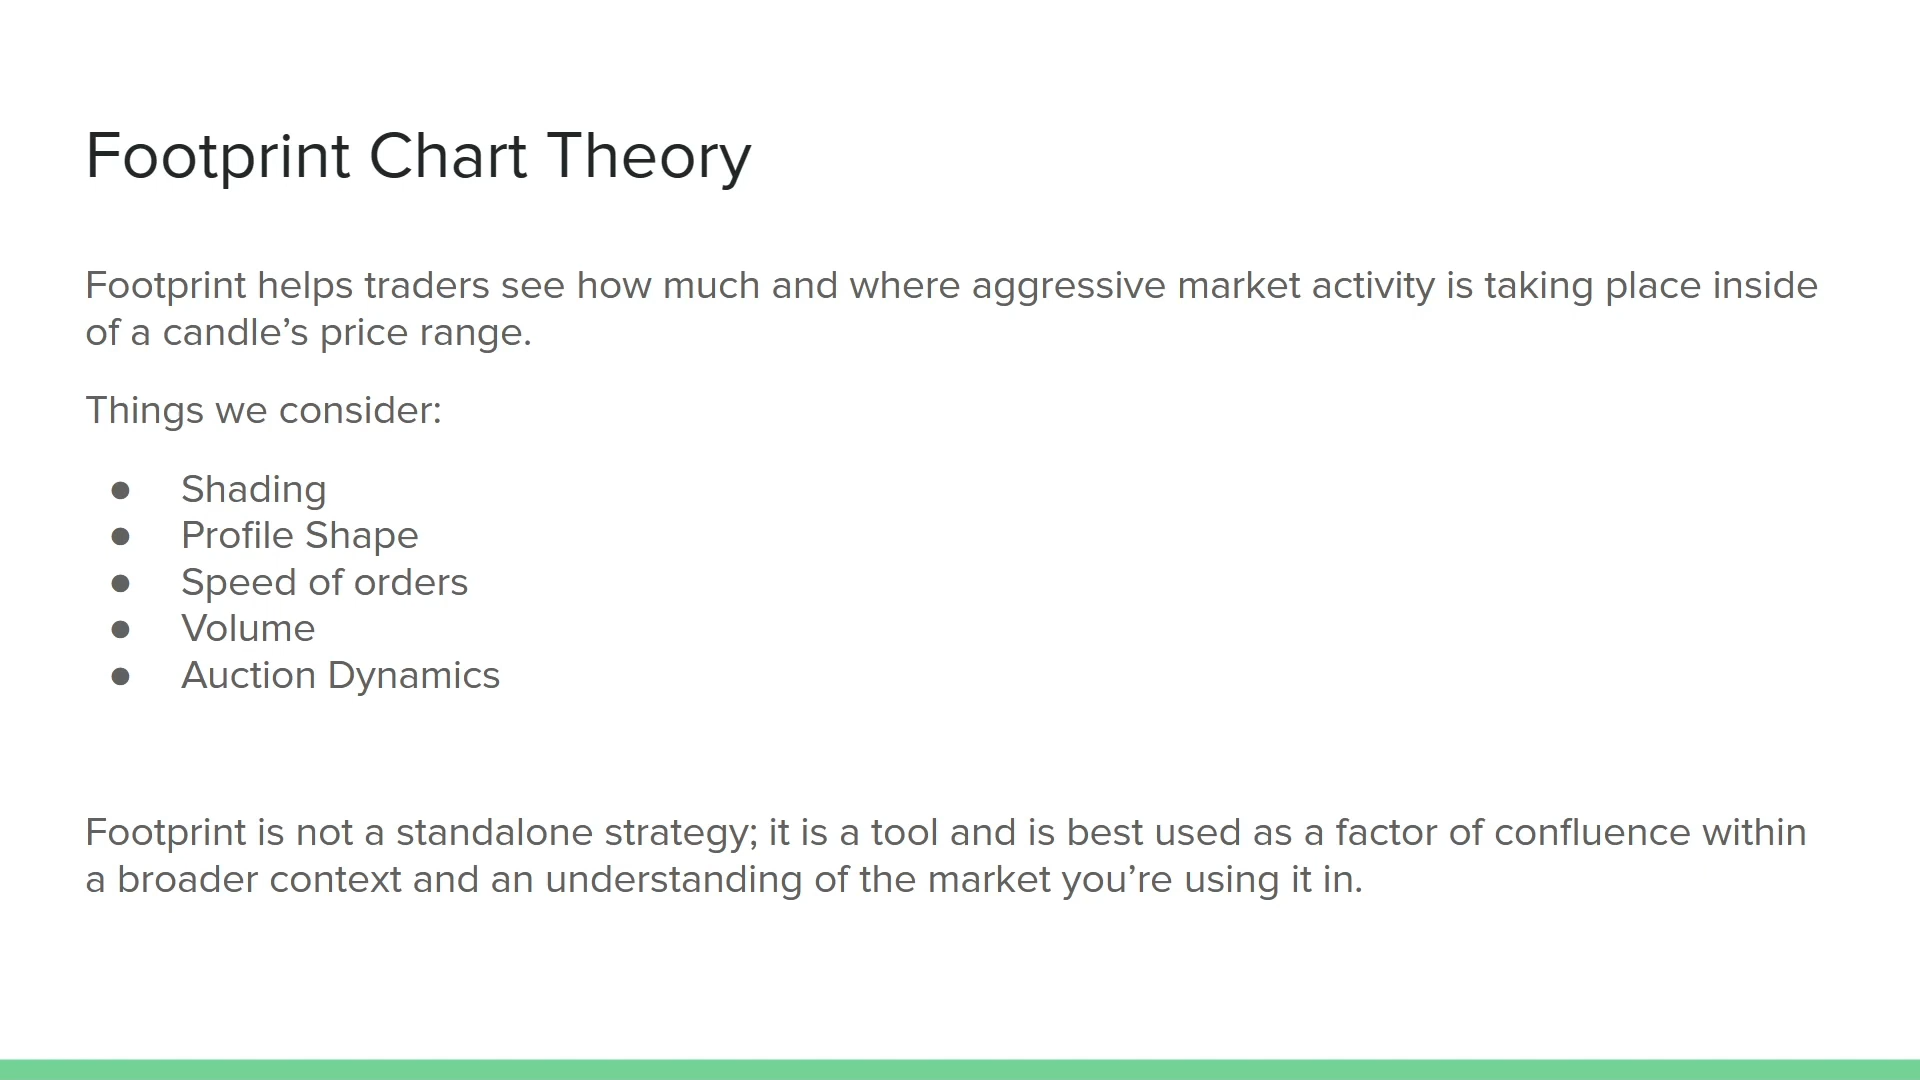 Footprint Chart Theory
Footprint helps traders see how much and where aggressive market activity is taking place inside
of a candle’s price range.
Things we consider:
● Shading
● Profile Shape
● Speed of orders
● Volume
● Auction Dynamics
Footprint is not a standalone strategy; it is a tool and is best used as a factor of confluence within
a broader context and an understanding of the market you’re using it in.